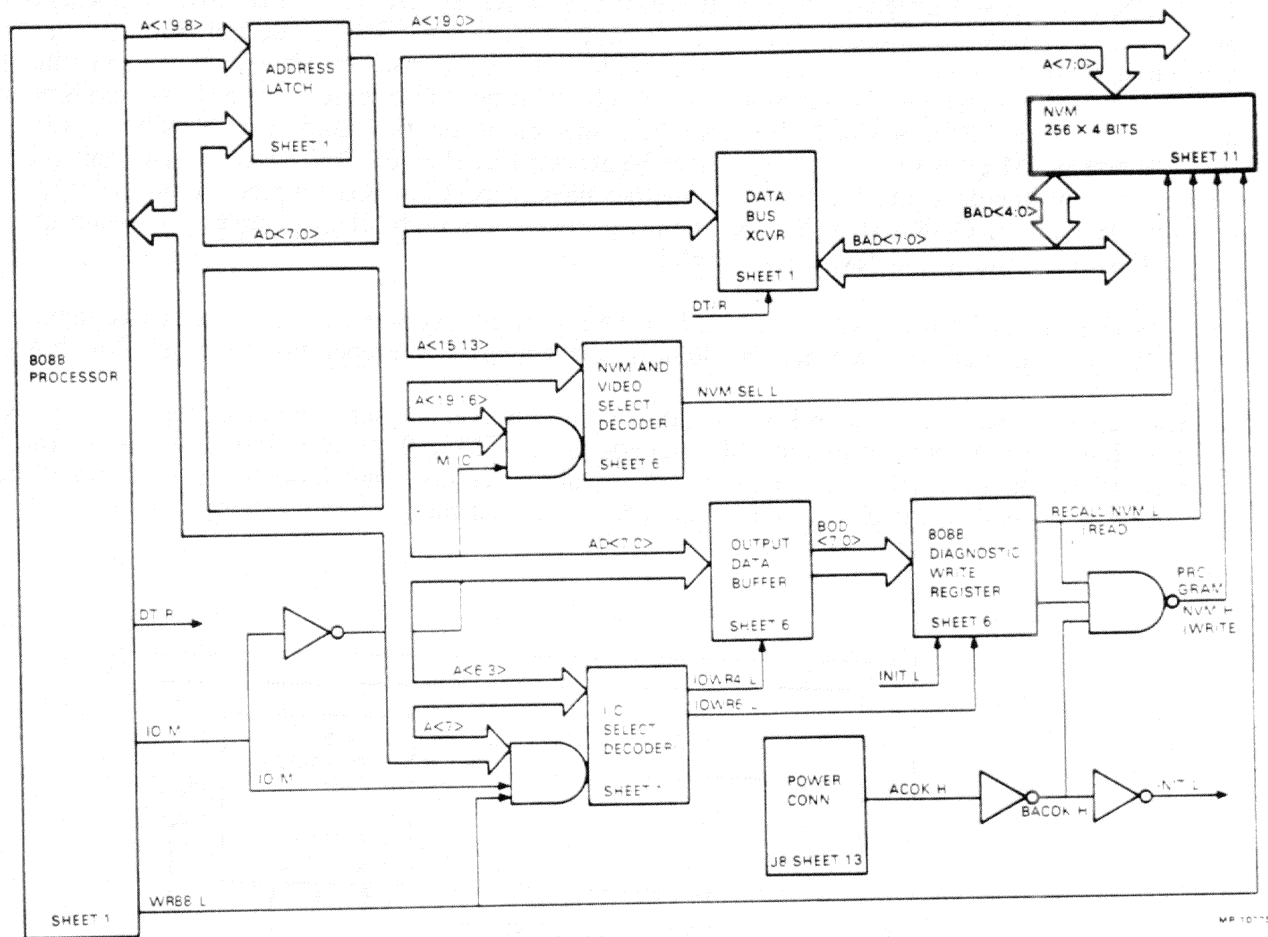 A<19:8>
ADDRESS
LATCH
SHEET 1
A<19:0>
A<7:0>
NVM
256 X 4 BITS
SHEET 11
DATA
BUS
XCVR
SHEET 1
BAD<4:0>
BAD<7:0>
AD<7:0>
DT/R
8088
PROCESSOR
A<15:13>
NVM AND
VIDEO
SELECT
DECODER
SHEET 6
A<19:16>
NVM SEL L
AD<7:0>
OUTPUT
DATA
BUFFER
SHEET 6
BOD
<7:0>
8088
DIAGNOSTIC
WRITE
REGISTER
SHEET 6
RECALL NVM L
(READ
PRO
GRAM
NVM H
(WRITE
DT/R
A<6:3>
I/O
SELECT
DECODER
SHEET 1
IOWR4 L
IOWR6 L
INIT L
A<7>
IO/M
IO/M
POWER
CONN
J8 SHEET 13
ACOK H
BACOK H
INIT L
WR88 L
SHEET 1